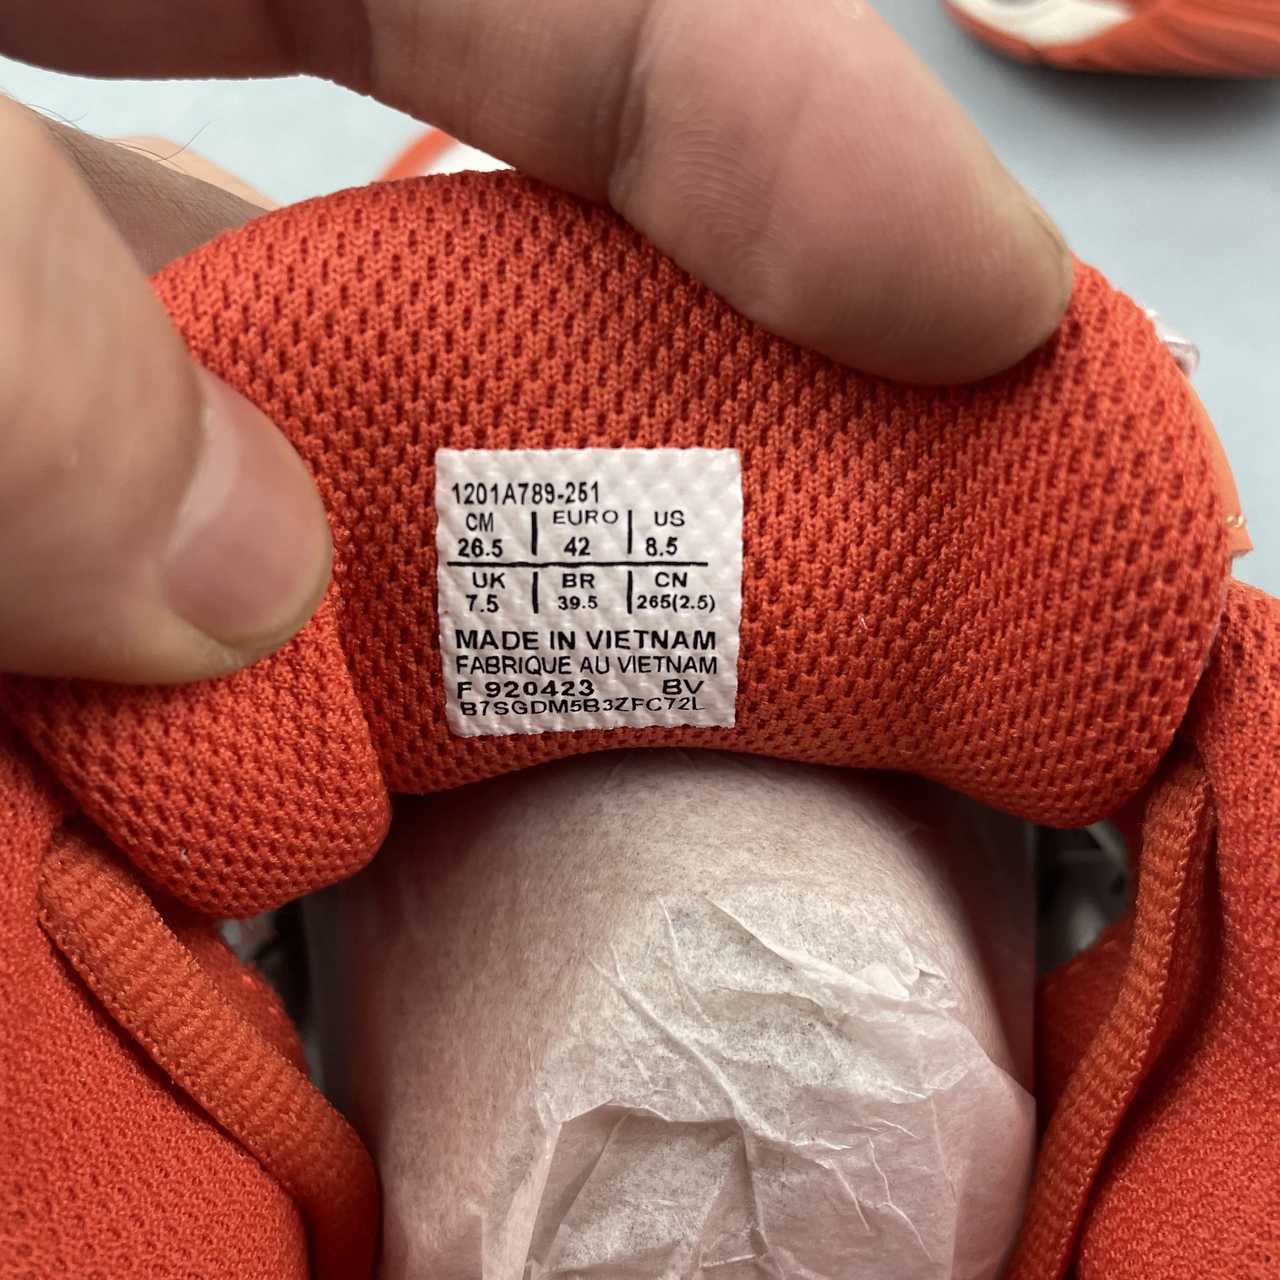 1201A789-251
CM | EURO | US
26.5 | 42 | 8.5
UK | BR | CN
7.5 | 39.5 | 265(2.5)
MADE IN VIETNAM
FABRIQUE AU VIETNAM
F 920423 BV
B7SGDM5B3ZFC72L